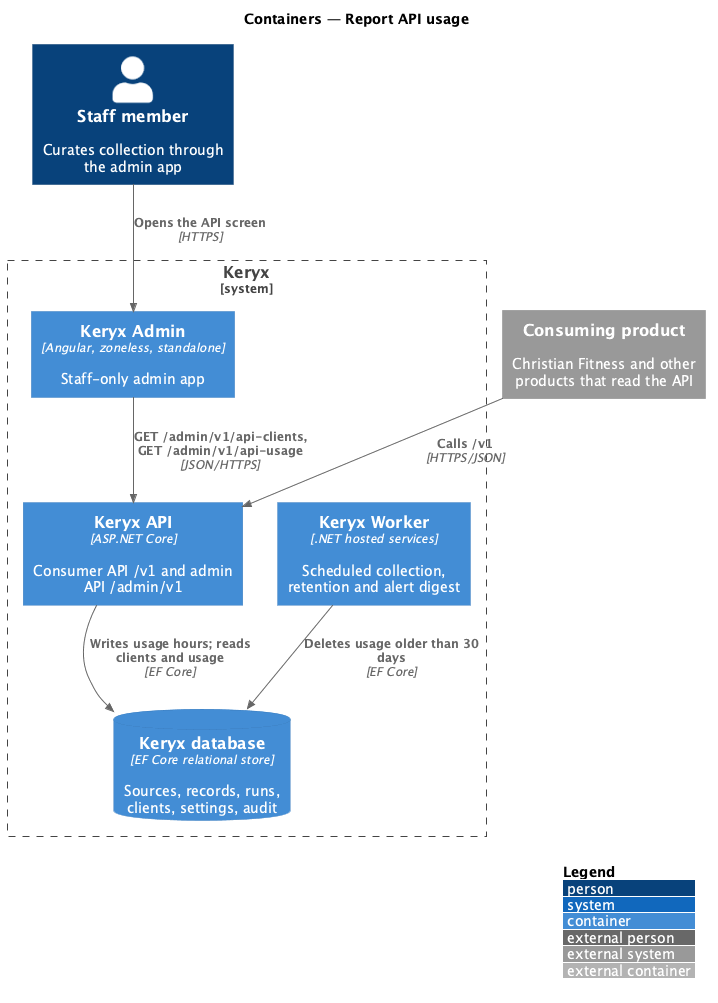 Containers — Report API usage
Staff member
Curates collection through
the admin app
Opens the API screen
[HTTPS]
Keryx
[system]
Keryx Admin
[Angular, zoneless, standalone]
Staff-only admin app
Consuming product
Christian Fitness and other
products that read the API
GET /admin/v1/api-clients,
GET /admin/v1/api-usage
[JSON/HTTPS]
Calls /v1
[HTTPS/JSON]
Keryx API
[ASP.NET Core]
Consumer API /v1 and admin
API /admin/v1
Keryx Worker
[.NET hosted services]
Scheduled collection,
retention and alert digest
Writes usage hours; reads
clients and usage
[EF Core]
Deletes usage older than 30
days
[EF Core]
Keryx database
[EF Core relational store]
Sources, records, runs,
clients, settings, audit
Legend
person
system
container
external person
external system
external container